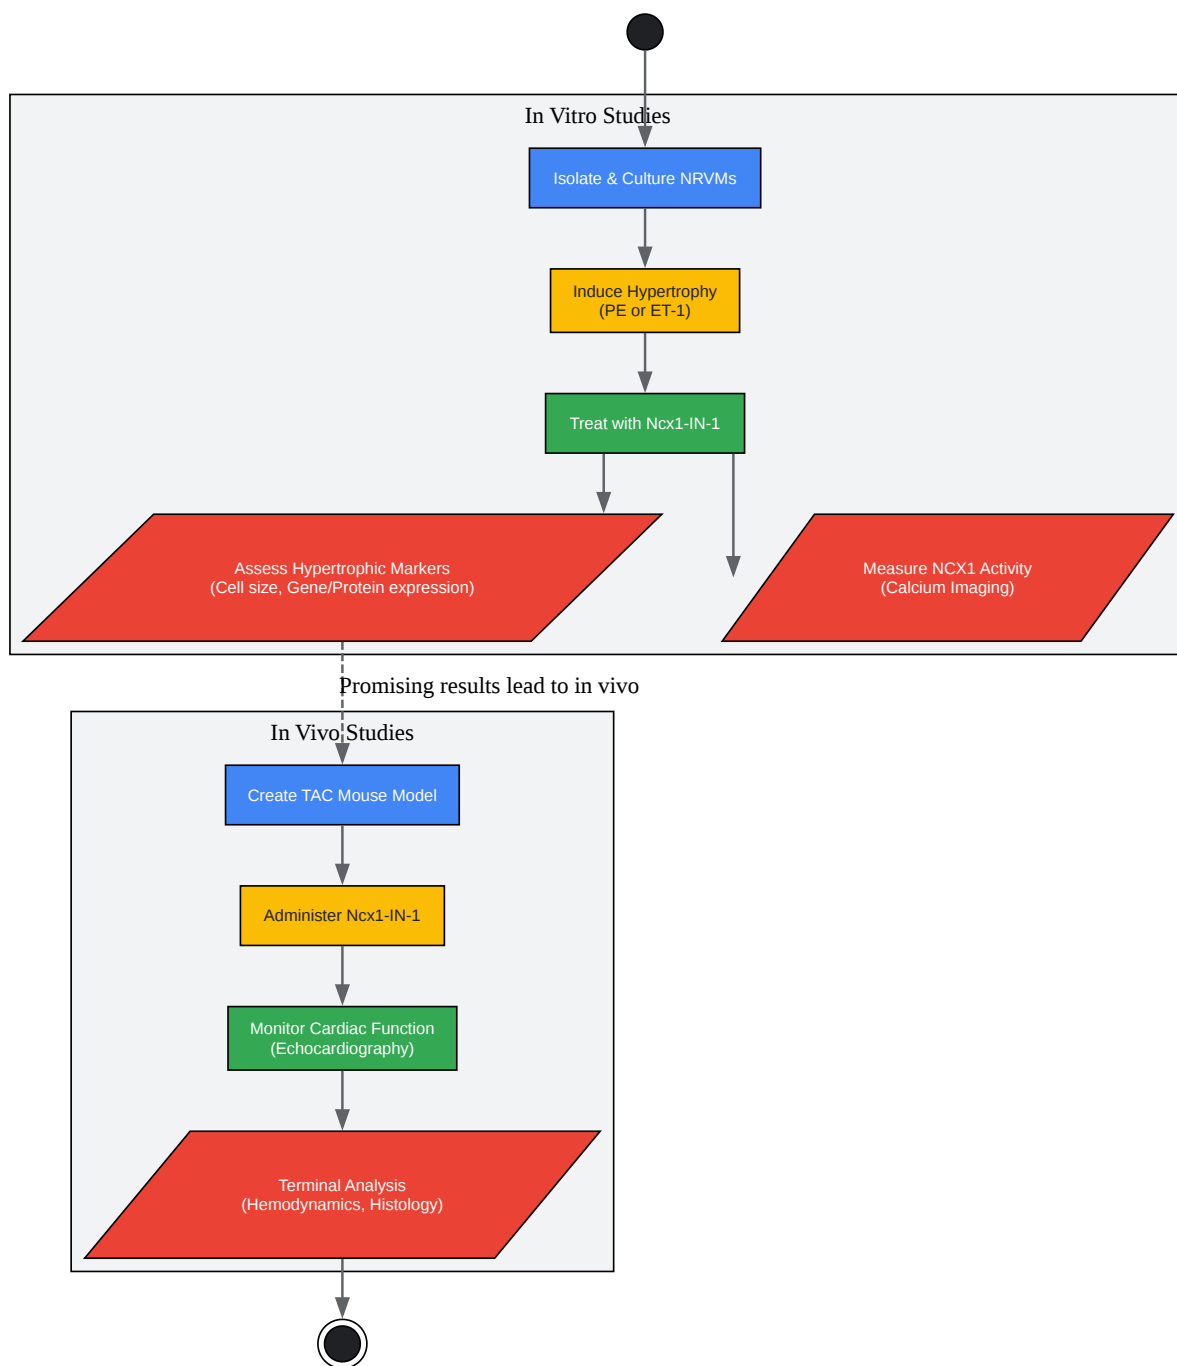 In Vitro Studies
Isolate & Culture NRVMs
Induce Hypertrophy
(PE or ET-1)
Treat with Ncx1-IN-1
Assess Hypertrophic Markers
(Cell size, Gene/Protein expression)
Measure NCX1 Activity
(Calcium Imaging)
Promising results lead to in vivo
In Vivo Studies
Create TAC Mouse Model
Administer Ncx1-IN-1
Monitor Cardiac Function
(Echocardiography)
Terminal Analysis
(Hemodynamics, Histology)